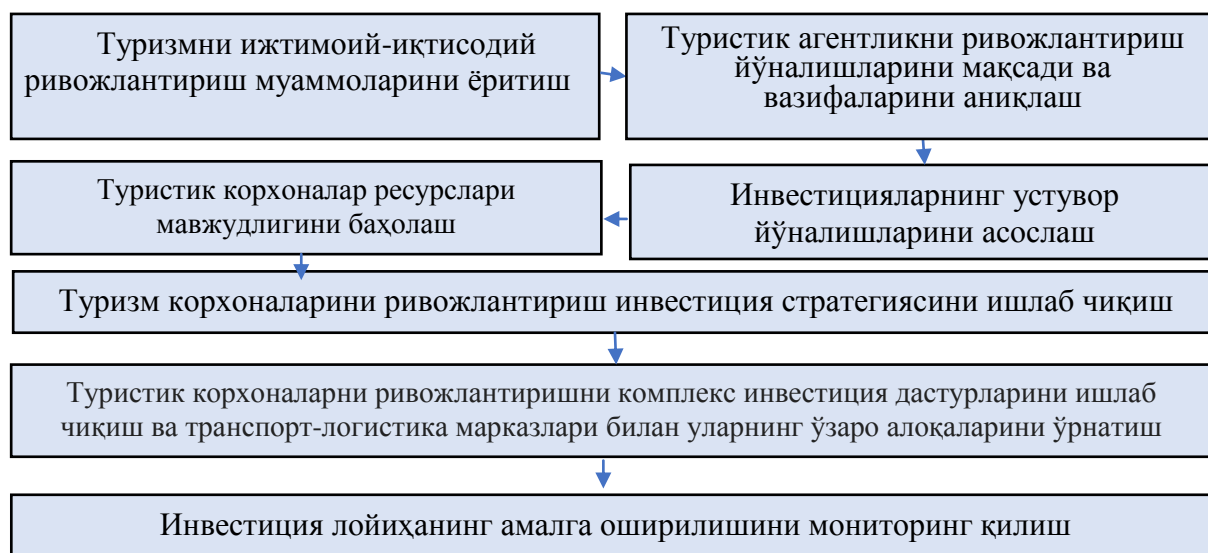 Туризмни ижтимоий-иқтисодий
ривожлантириш муаммоларини ёритиш
Туристик агентликни ривожлантириш
йўналишларини мақсади ва
вазифаларини аниқлаш
Инвестицияларнинг устувор
йўналишларини асослаш
Туристик корхоналар ресурслари
мавжудлигини баҳолаш
Туризм корхоналарини ривожлантириш инвестиция стратегиясини ишлаб чиқиш
Туристик корхоналарни ривожлантиришни комплекс инвестиция дастурларини ишлаб
чиқиш ва транспорт-логистика марказлари билан уларнинг ўзаро алоқаларини ўрнатиш
Инвестиция лойиҳанинг амалга оширилишини мониторинг қилиш